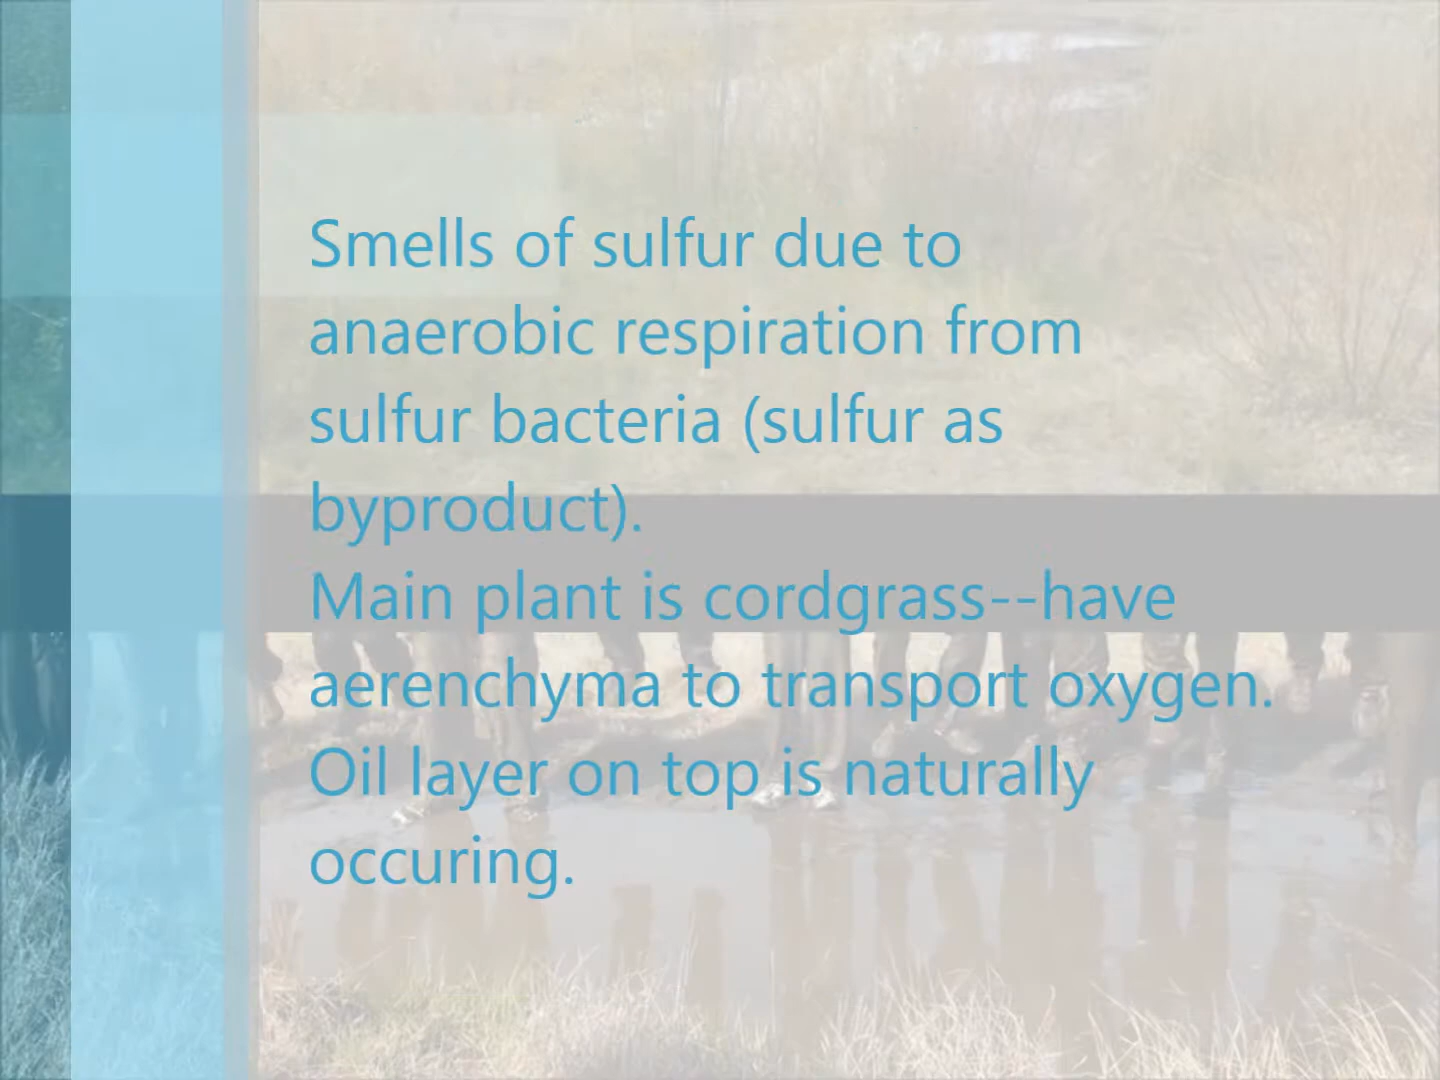 Smells of sulfur due to
anaerobic respiration from
sulfur bacteria (sulfur as
byproduct).
Main plant is cordgrass--have
aerenchyma to transport oxygen.
Oil layer on top is naturally
occuring.